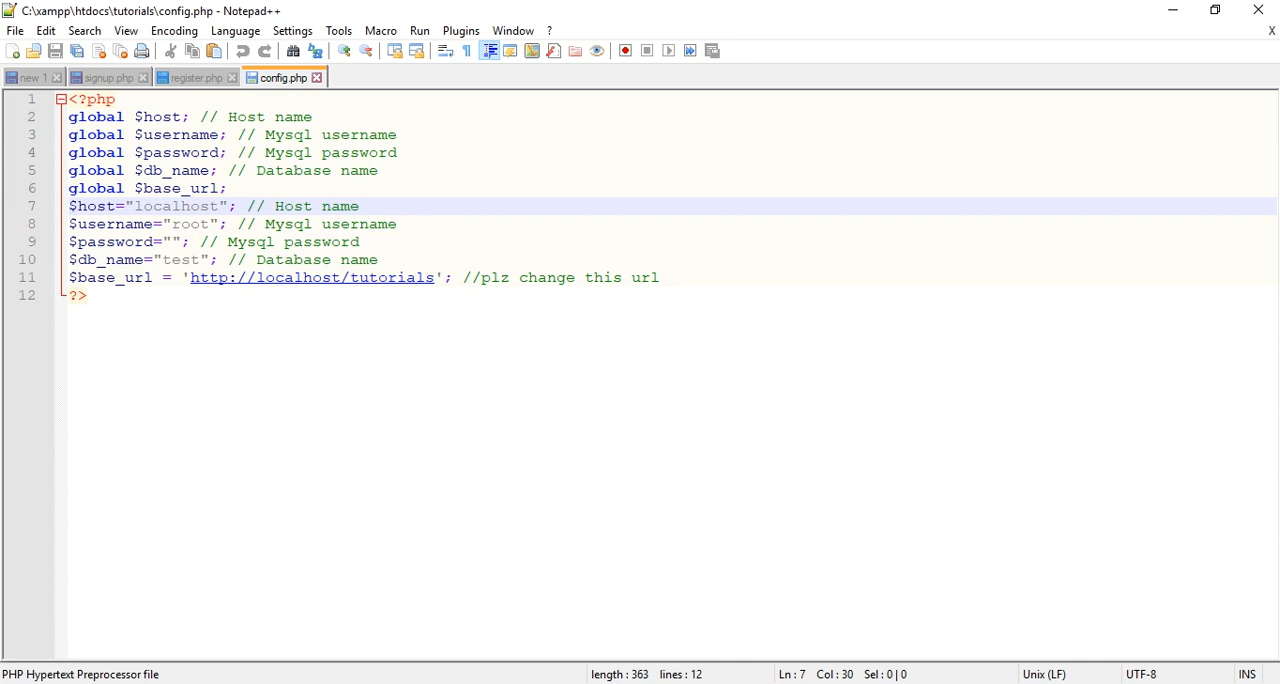 C:\xampp\htdocs\tutorials\config.php - Notepad++
File Edit Search View Encoding Language Settings Tools Macro Run Plugins Window ? X
new 1 signup.php register.php config.php
1 <?php
2 global $host; // Host name
3 global $username; // Mysql username
4 global $password; // Mysql password
5 global $db_name; // Database name
6 global $base_url;
7 $host="localhost"; // Host name
8 $username="root"; // Mysql username
9 $password=""; // Mysql password
10 $db_name="test"; // Database name
11 $base_url = 'http://localhost/tutorials'; //plz change this url
12 ?>
PHP Hypertext Preprocessor file length : 363 lines : 12 Ln : 7 Col : 30 Sel : 0 | 0 Unix (LF) UTF-8 INS